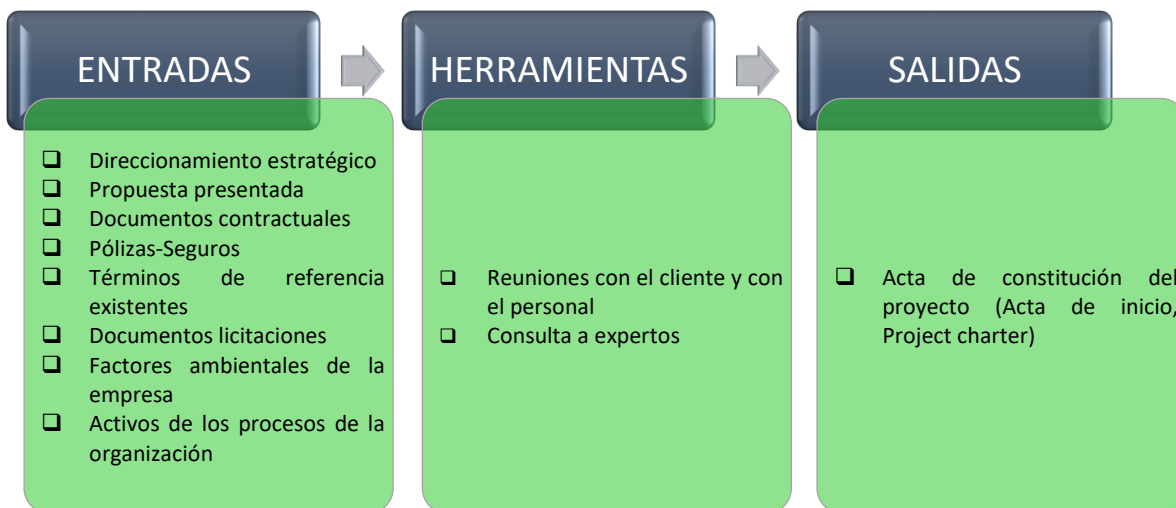 ENTRADAS
Direccionamiento estratégico
Propuesta presentada
Documentos contractuales
Pólizas-Seguros
Términos de referencia
existentes
Documentos licitaciones
Factores ambientales de la
empresa
Activos de los procesos de la
organización
HERRAMIENTAS
Reuniones con el cliente y con
el personal
Consulta a expertos
SALIDAS
Acta de constitución del
proyecto (Acta de inicio,
Project charter)